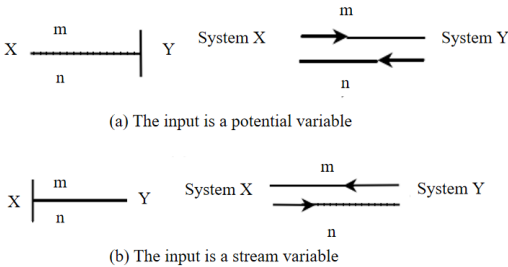 m
m
X
Y
System X
System Y
n
n
(a) The input is a potential variable
m
m
X
Y
System X
System Y
n
n
(b) The input is a stream variable